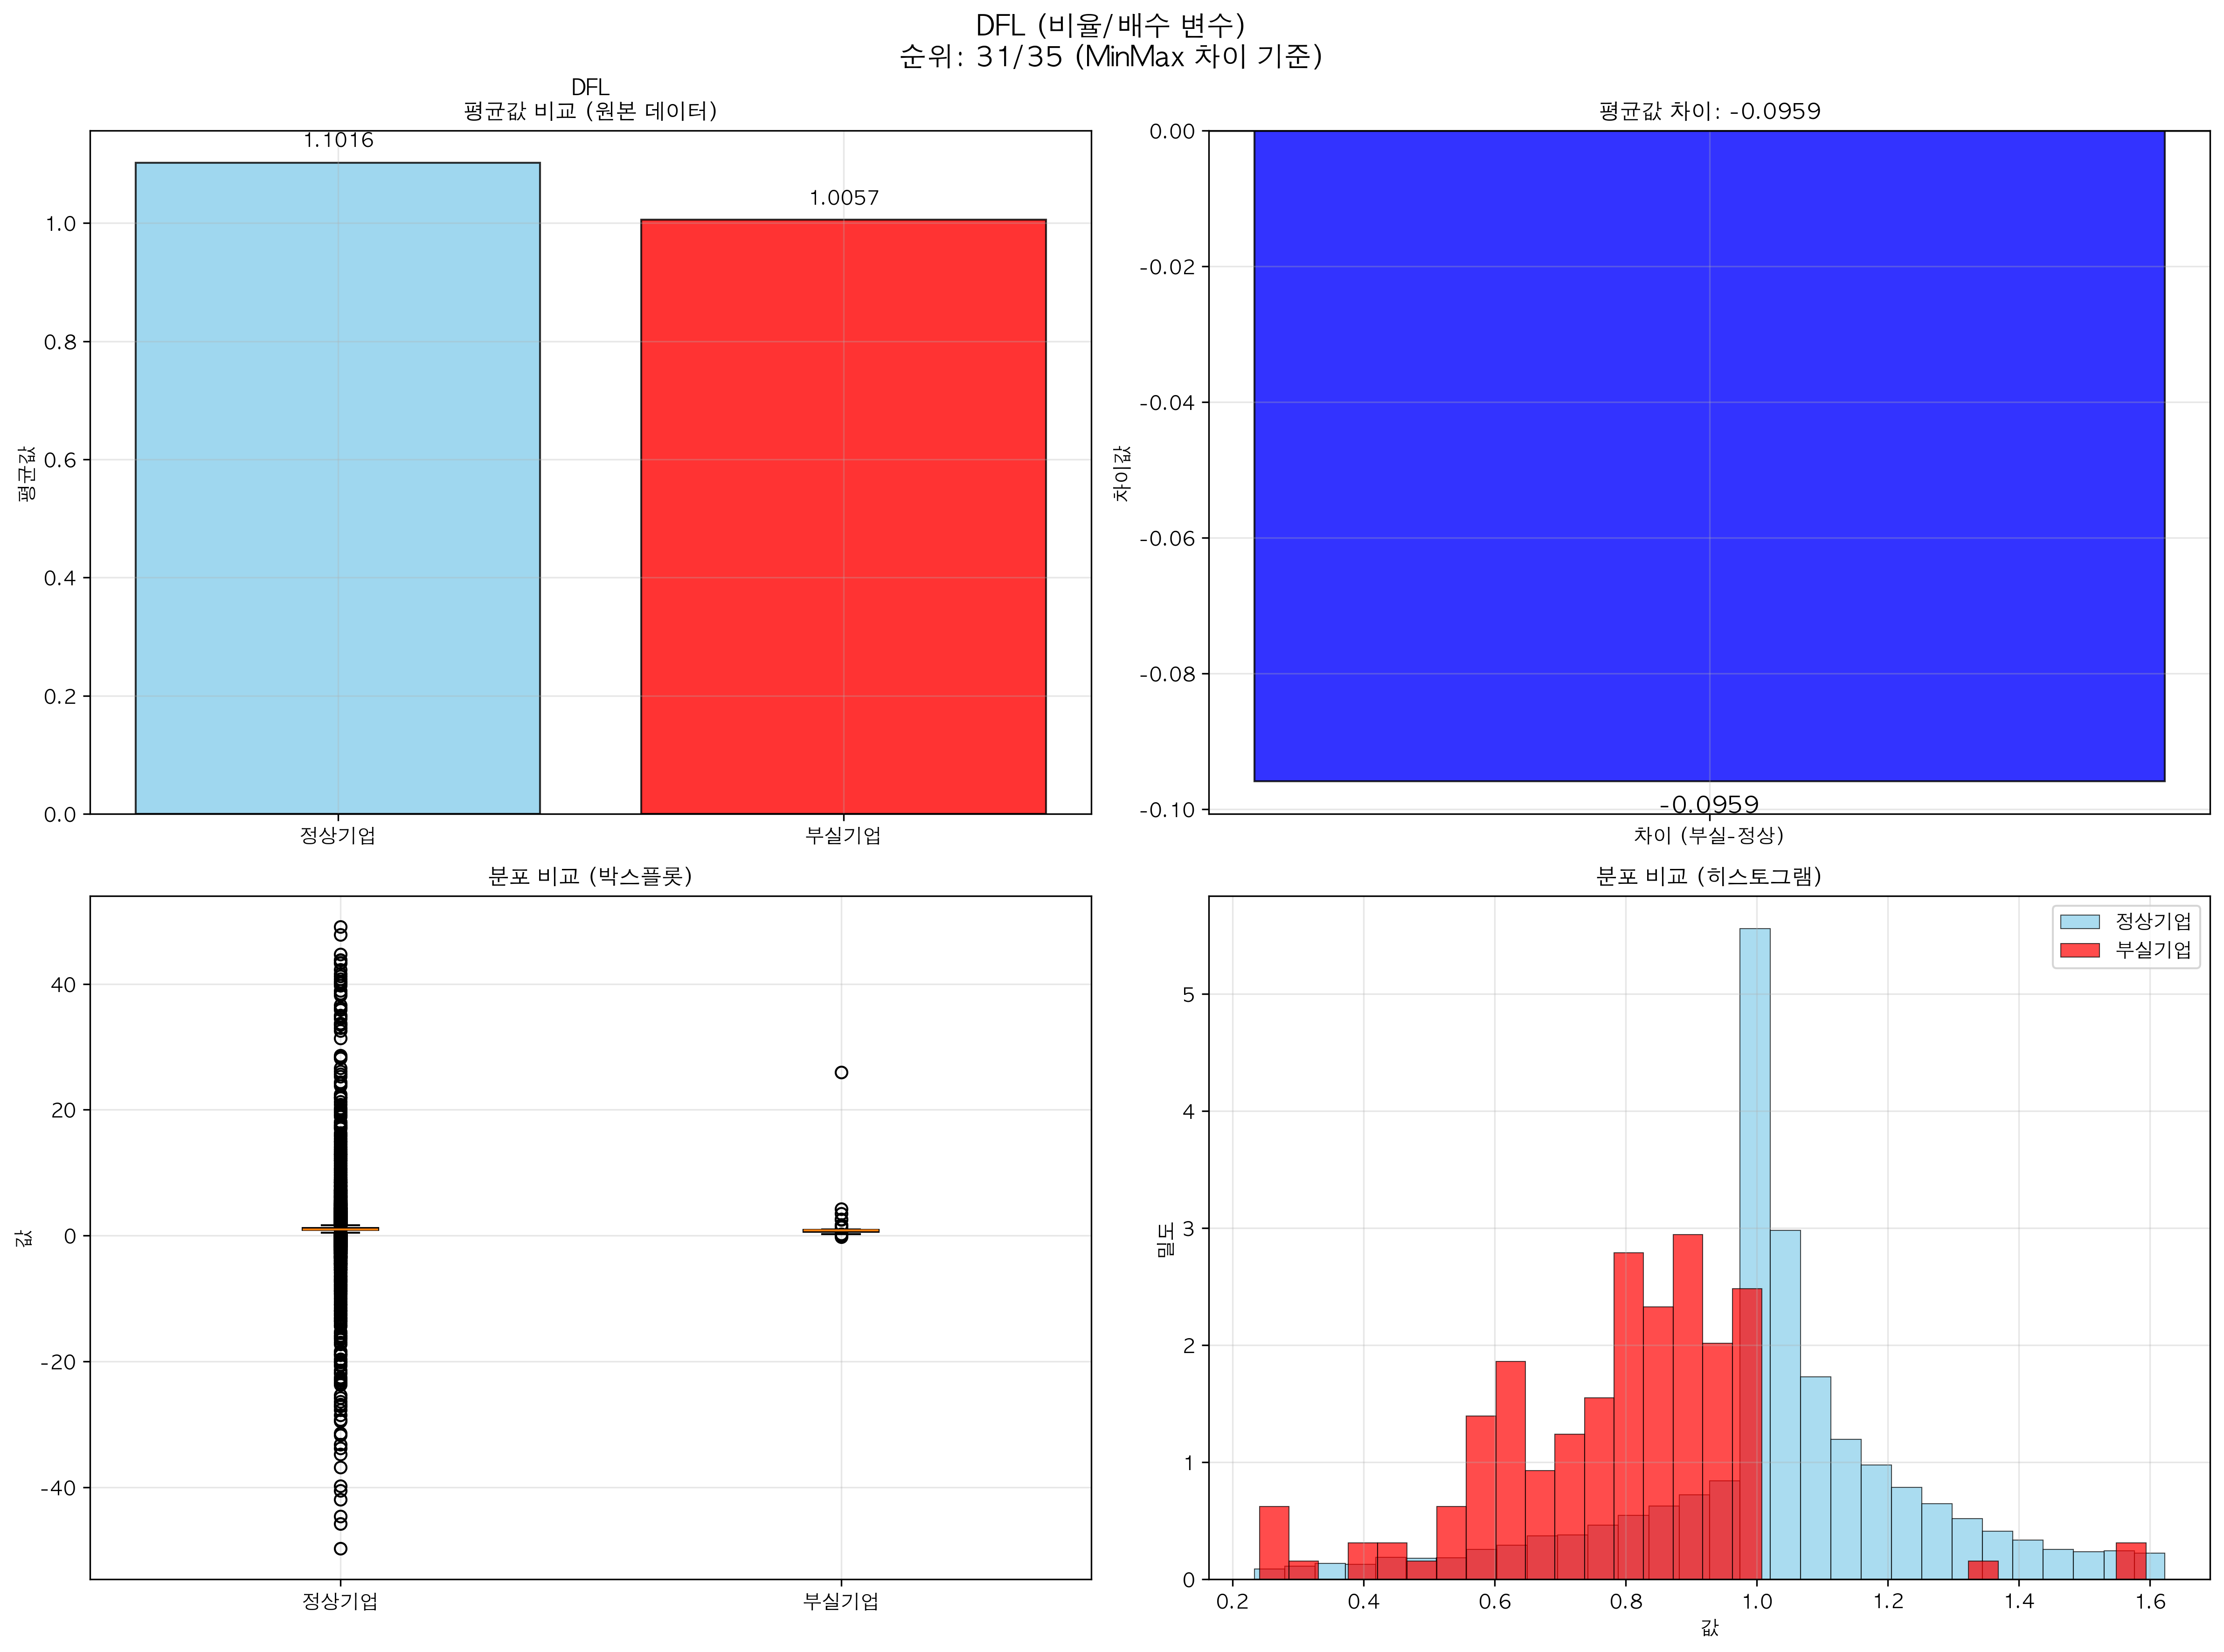 DFL (비율/배수 변수)
순위: 31/35 (MinMax 차이 기준)
DFL
평균값 비교 (원본 데이터)
1.1016
1.0057
1.0
0.8
0.6
0.4
0.2
0.0
평균값
정상기업
부실기업
평균값 차이: -0.0959
0.00
-0.02
-0.04
-0.06
-0.08
-0.10
차이값
-0.0959
차이 (부실-정상)
분포 비교 (박스플롯)
40
20
0
-20
-40
값
정상기업
부실기업
분포 비교 (히스토그램)
정상기업
부실기업
5
4
3
2
1
0
밀도
0.2
0.4
0.6
0.8
1.0
1.2
1.4
1.6
값